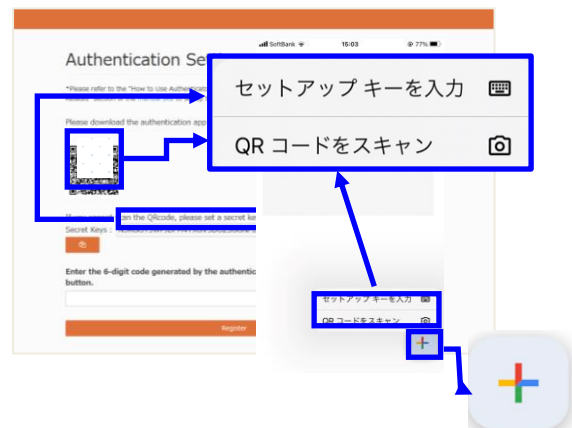 Authentication Se
*Please refer to the "How to Use Authenticato
Please download the authentication app
an the QRcode, please set a secret ke
Secret Keys :
Enter the 6-digit code generated by the authentic
button.
Register
SoftBank 15:03 77%
セットアップ キーを入力
QR コードをスキャン
セットアップ キーを入力
QR コードをスキャン